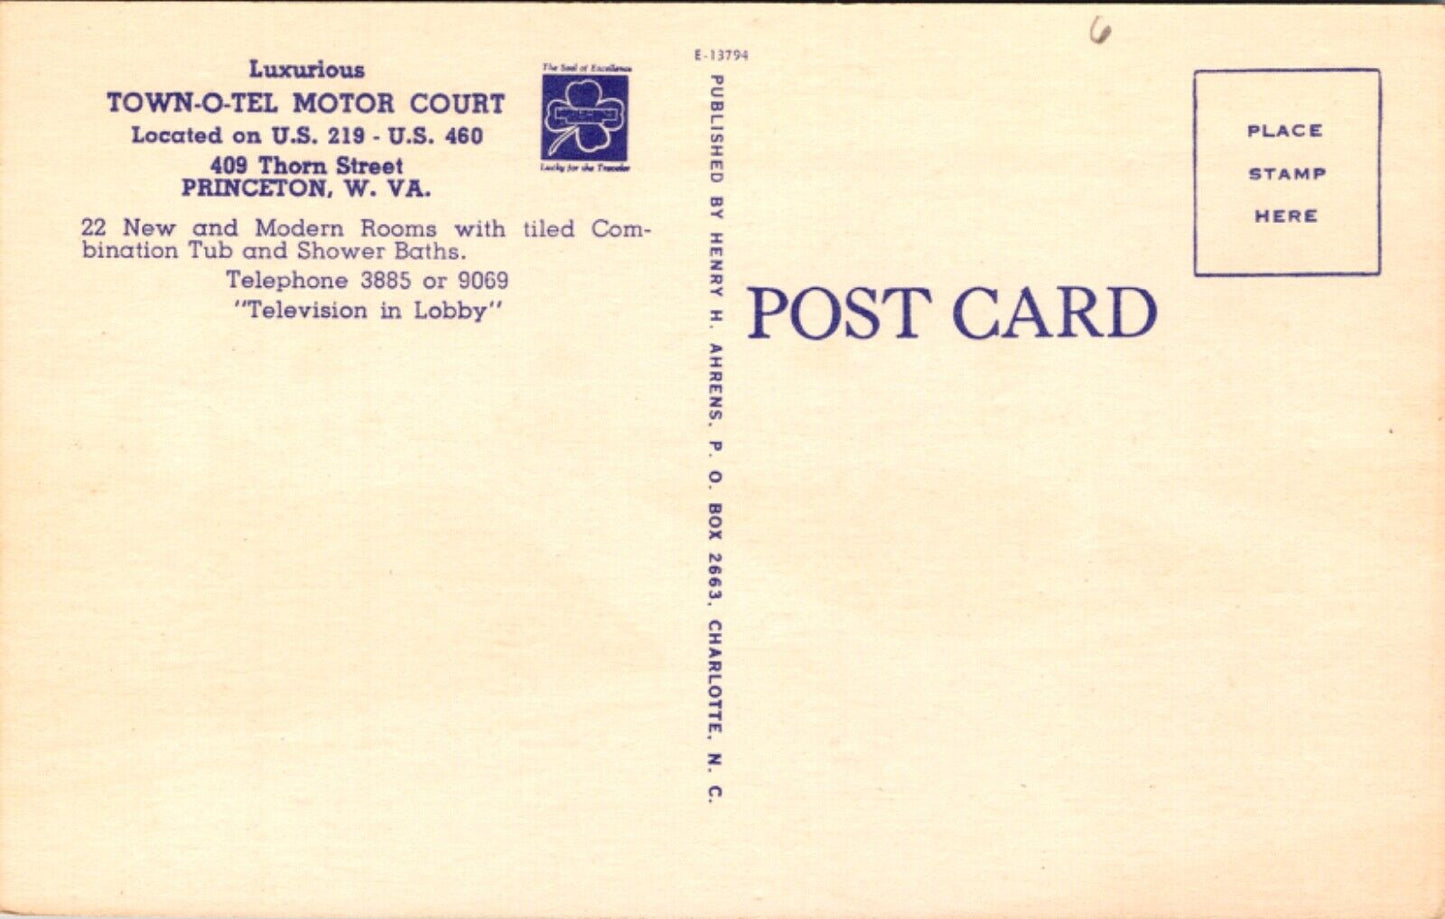 Luxurious
TOWN-O-TEL MOTOR COURT
Located on U.S. 219 - U.S. 460
409 Thorn Street
PRINCETON, W. VA.
22 New and Modern Rooms with tiled Com-
bination Tub and Shower Baths.
Telephone 3885 or 9069
"Television in Lobby"
The Seal of Excellence
Lucky for the Traveler
E-13794
PUBLISHED BY HENRY H. AHRENS, P. O. BOX 2663, CHARLOTTE, N. C.
6
POST CARD
PLACE
STAMP
HERE